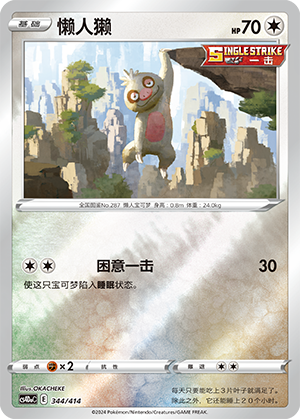 基础 懒人獭 HP70
SINGLE STRIKE
一击
全国图鉴No.287 懒人宝可梦 身高：0.8m 体重：24.0kg
困意一击 30
使这只宝可梦陷入睡眠状态。
弱点 ×2 抗性 撤退
Illus. OKACHEKE
E 344/414
每天只要能吃上３片叶子就满足了。
除此之外，它还能睡上２０个小时。
©2024 Pokémon/Nintendo/Creatures/GAME FREAK.